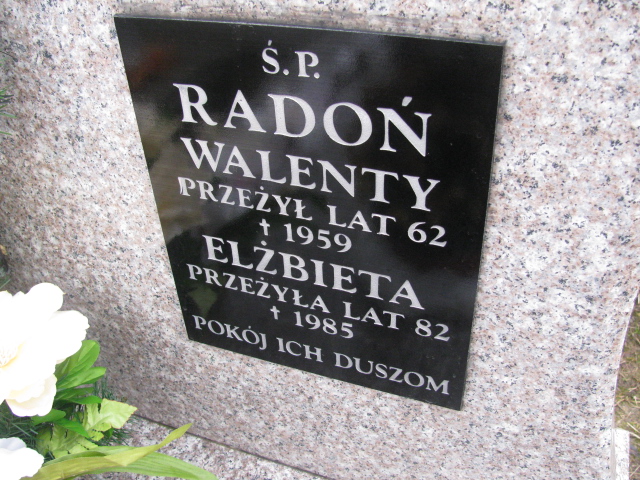 Ś.P.
RADOŃ
WALENTY
PRZEŻYŁ LAT 62
† 1959
ELŻBIETA
PRZEŻYŁA LAT 82
† 1985
POKÓJ ICH DUSZOM